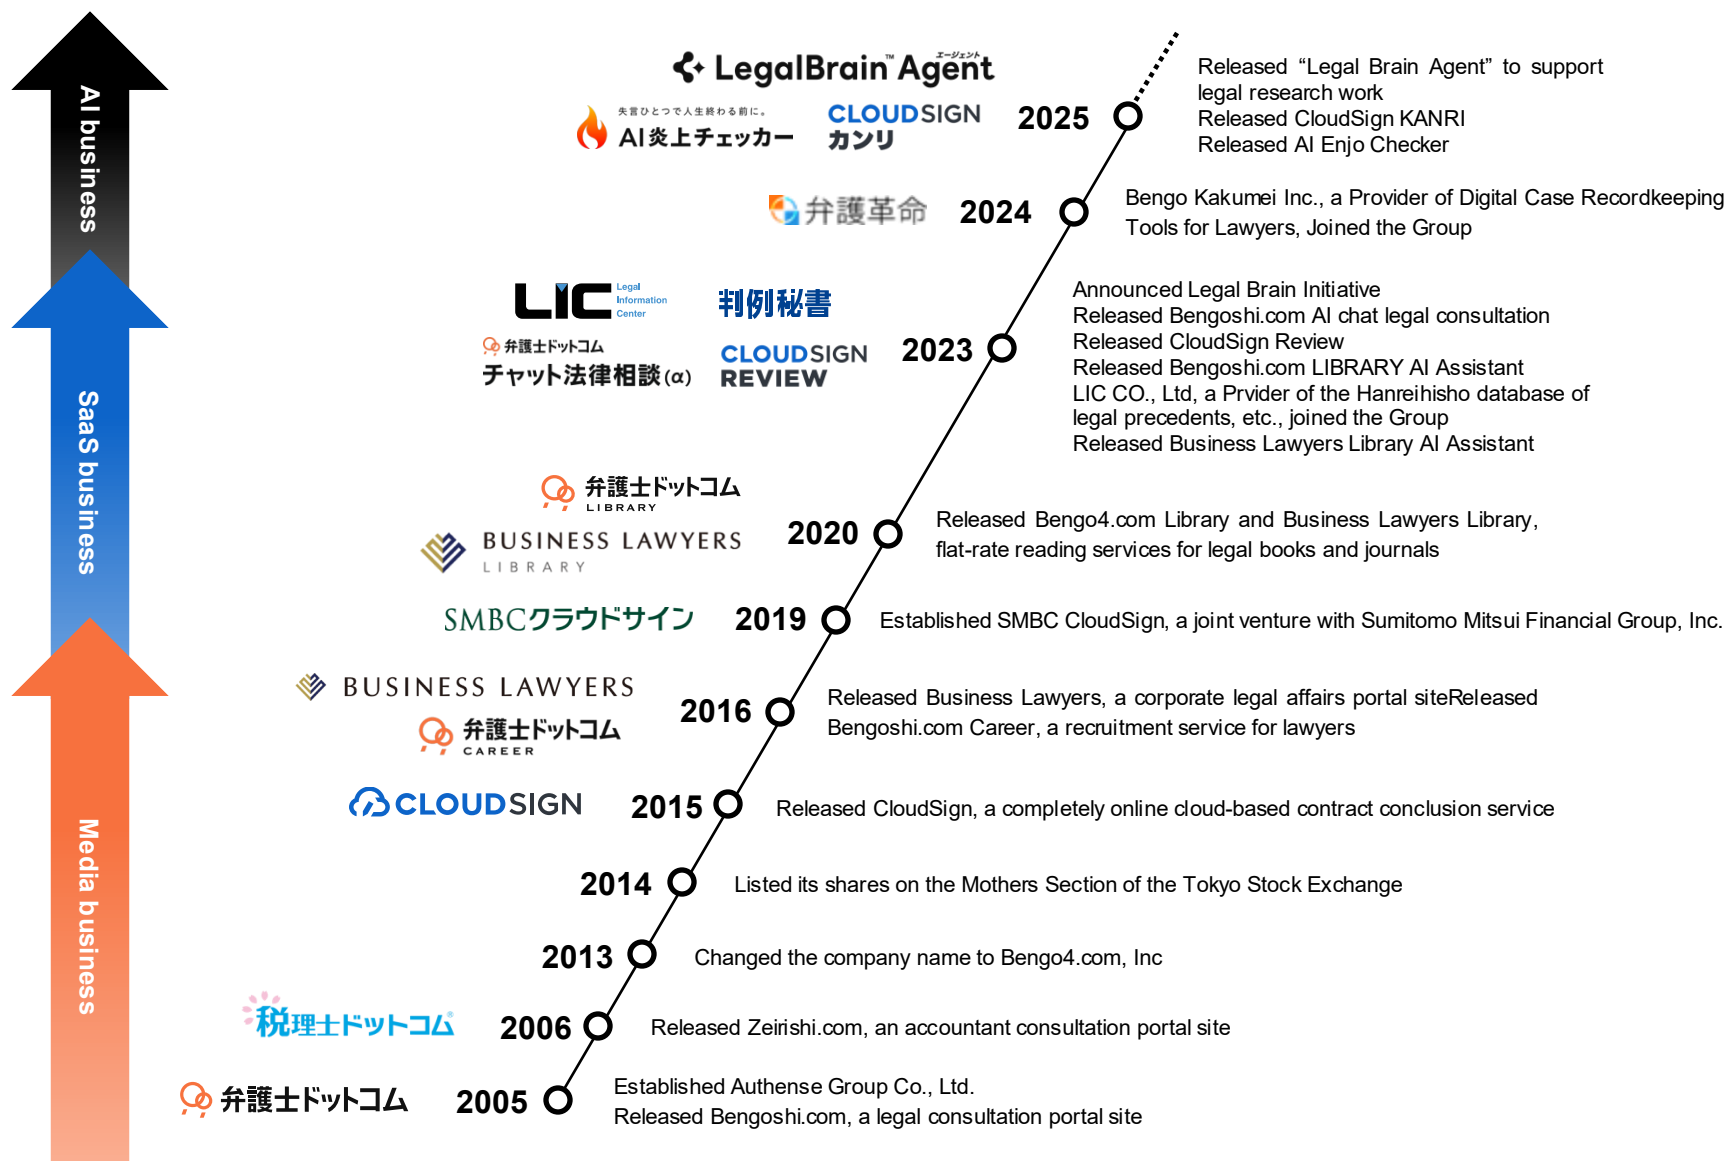 AI business
SaaS business
Media business
LegalBrain™ Agent
エージェント
失言ひとつで人生終わる前に。
AI炎上チェッカー
CLOUDSIGN
カンリ
2025
Released “Legal Brain Agent” to support
legal research work
Released CloudSign KANRI
Released AI Enjo Checker
弁護革命
2024
Bengo Kakumei Inc., a Provider of Digital Case Recordkeeping
Tools for Lawyers, Joined the Group
LIC
Legal
Information
Center
判例秘書
弁護士ドットコム
チャット法律相談(α)
CLOUDSIGN
REVIEW
2023
Announced Legal Brain Initiative
Released Bengoshi.com AI chat legal consultation
Released CloudSign Review
Released Bengoshi.com LIBRARY AI Assistant
LIC CO., Ltd, a Prvider of the Hanreihisho database of
legal precedents, etc., joined the Group
Released Business Lawyers Library AI Assistant
弁護士ドットコム
LIBRARY
BUSINESS LAWYERS
LIBRARY
2020
Released Bengo4.com Library and Business Lawyers Library,
flat-rate reading services for legal books and journals
SMBCクラウドサイン
2019
Established SMBC CloudSign, a joint venture with Sumitomo Mitsui Financial Group, Inc.
BUSINESS LAWYERS
弁護士ドットコム
CAREER
2016
Released Business Lawyers, a corporate legal affairs portal siteReleased
Bengoshi.com Career, a recruitment service for lawyers
CLOUDSIGN
2015
Released CloudSign, a completely online cloud-based contract conclusion service
2014
Listed its shares on the Mothers Section of the Tokyo Stock Exchange
2013
Changed the company name to Bengo4.com, Inc
税理士ドットコム®
2006
Released Zeirishi.com, an accountant consultation portal site
弁護士ドットコム
2005
Established Authense Group Co., Ltd.
Released Bengoshi.com, a legal consultation portal site